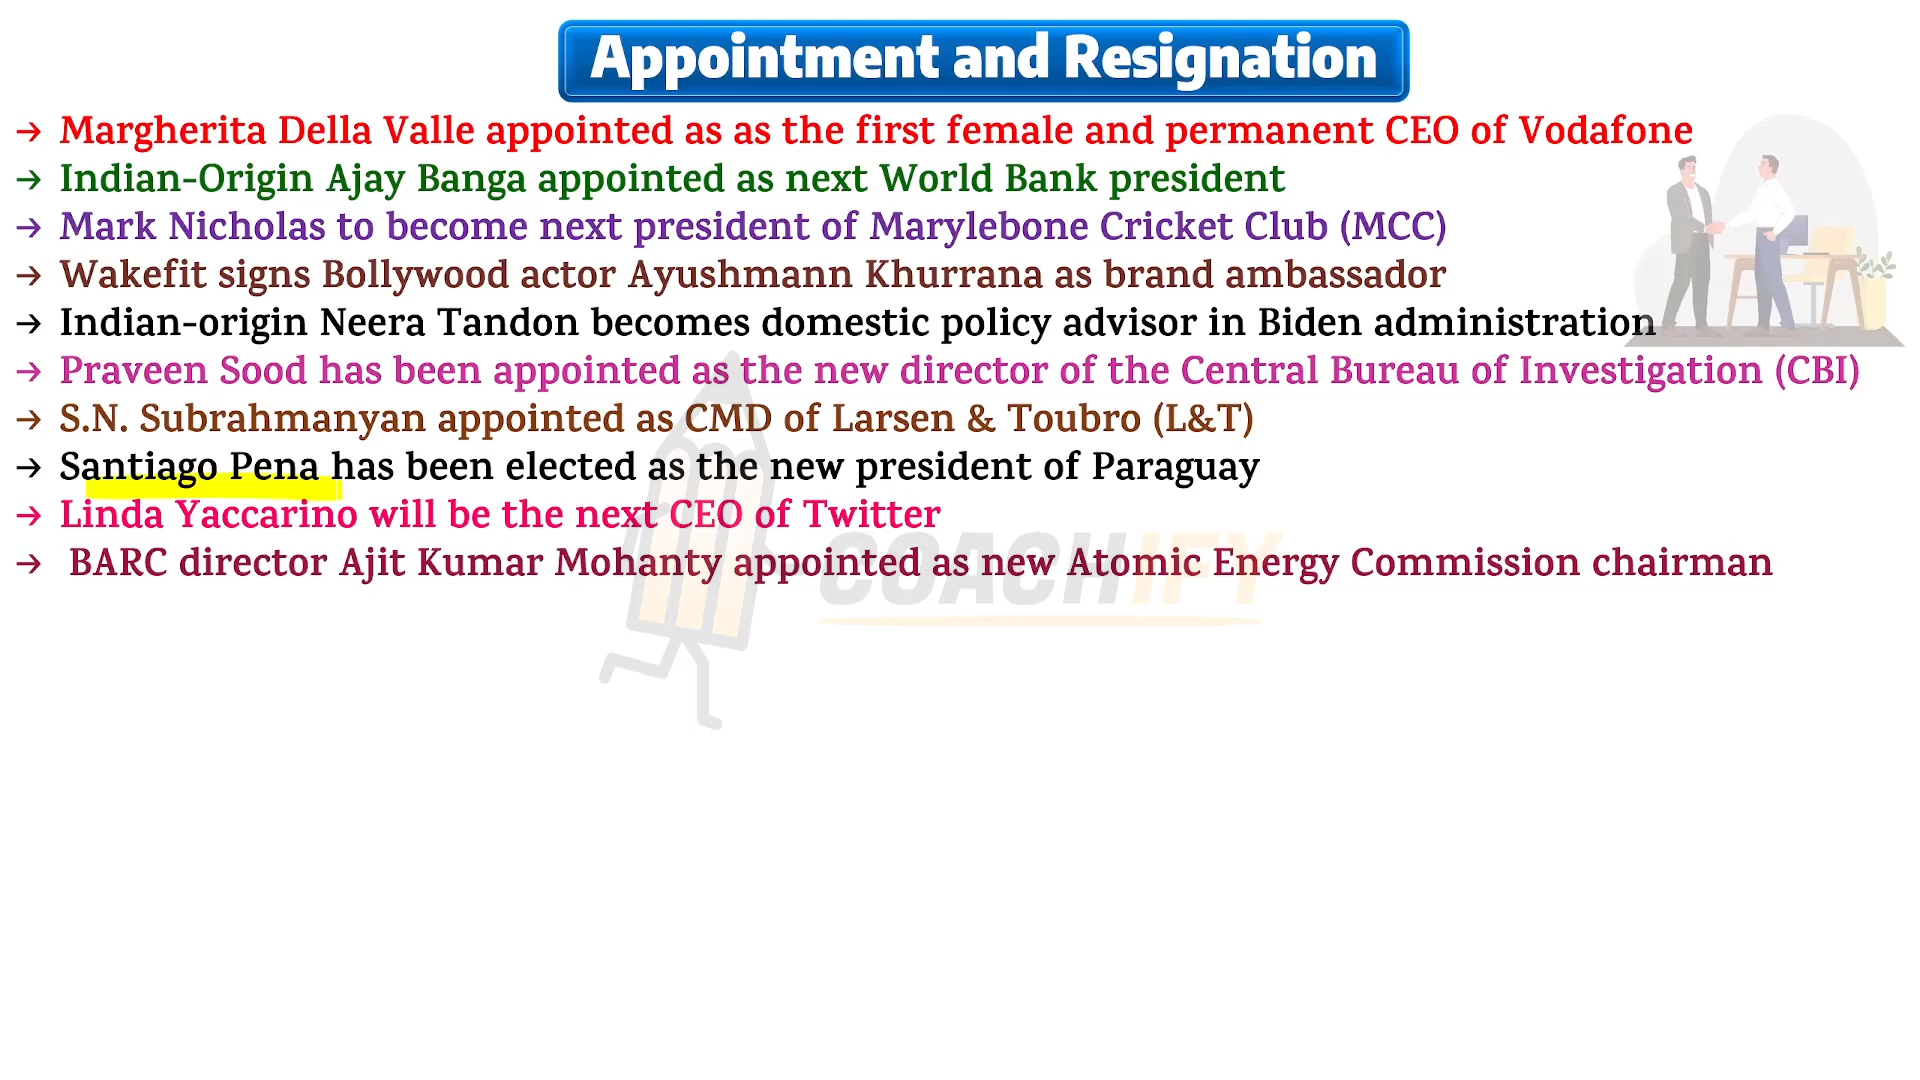 Appointment and Resignation
→ Margherita Della Valle appointed as as the first female and permanent CEO of Vodafone
→ Indian-Origin Ajay Banga appointed as next World Bank president
→ Mark Nicholas to become next president of Marylebone Cricket Club (MCC)
→ Wakefit signs Bollywood actor Ayushmann Khurrana as brand ambassador
→ Indian-origin Neera Tandon becomes domestic policy advisor in Biden administration
→ Praveen Sood has been appointed as the new director of the Central Bureau of Investigation (CBI)
→ S.N. Subrahmanyan appointed as CMD of Larsen & Toubro (L&T)
→ Santiago Pena has been elected as the new president of Paraguay
→ Linda Yaccarino will be the next CEO of Twitter
→ BARC director Ajit Kumar Mohanty appointed as new Atomic Energy Commission chairman
COACHIFY